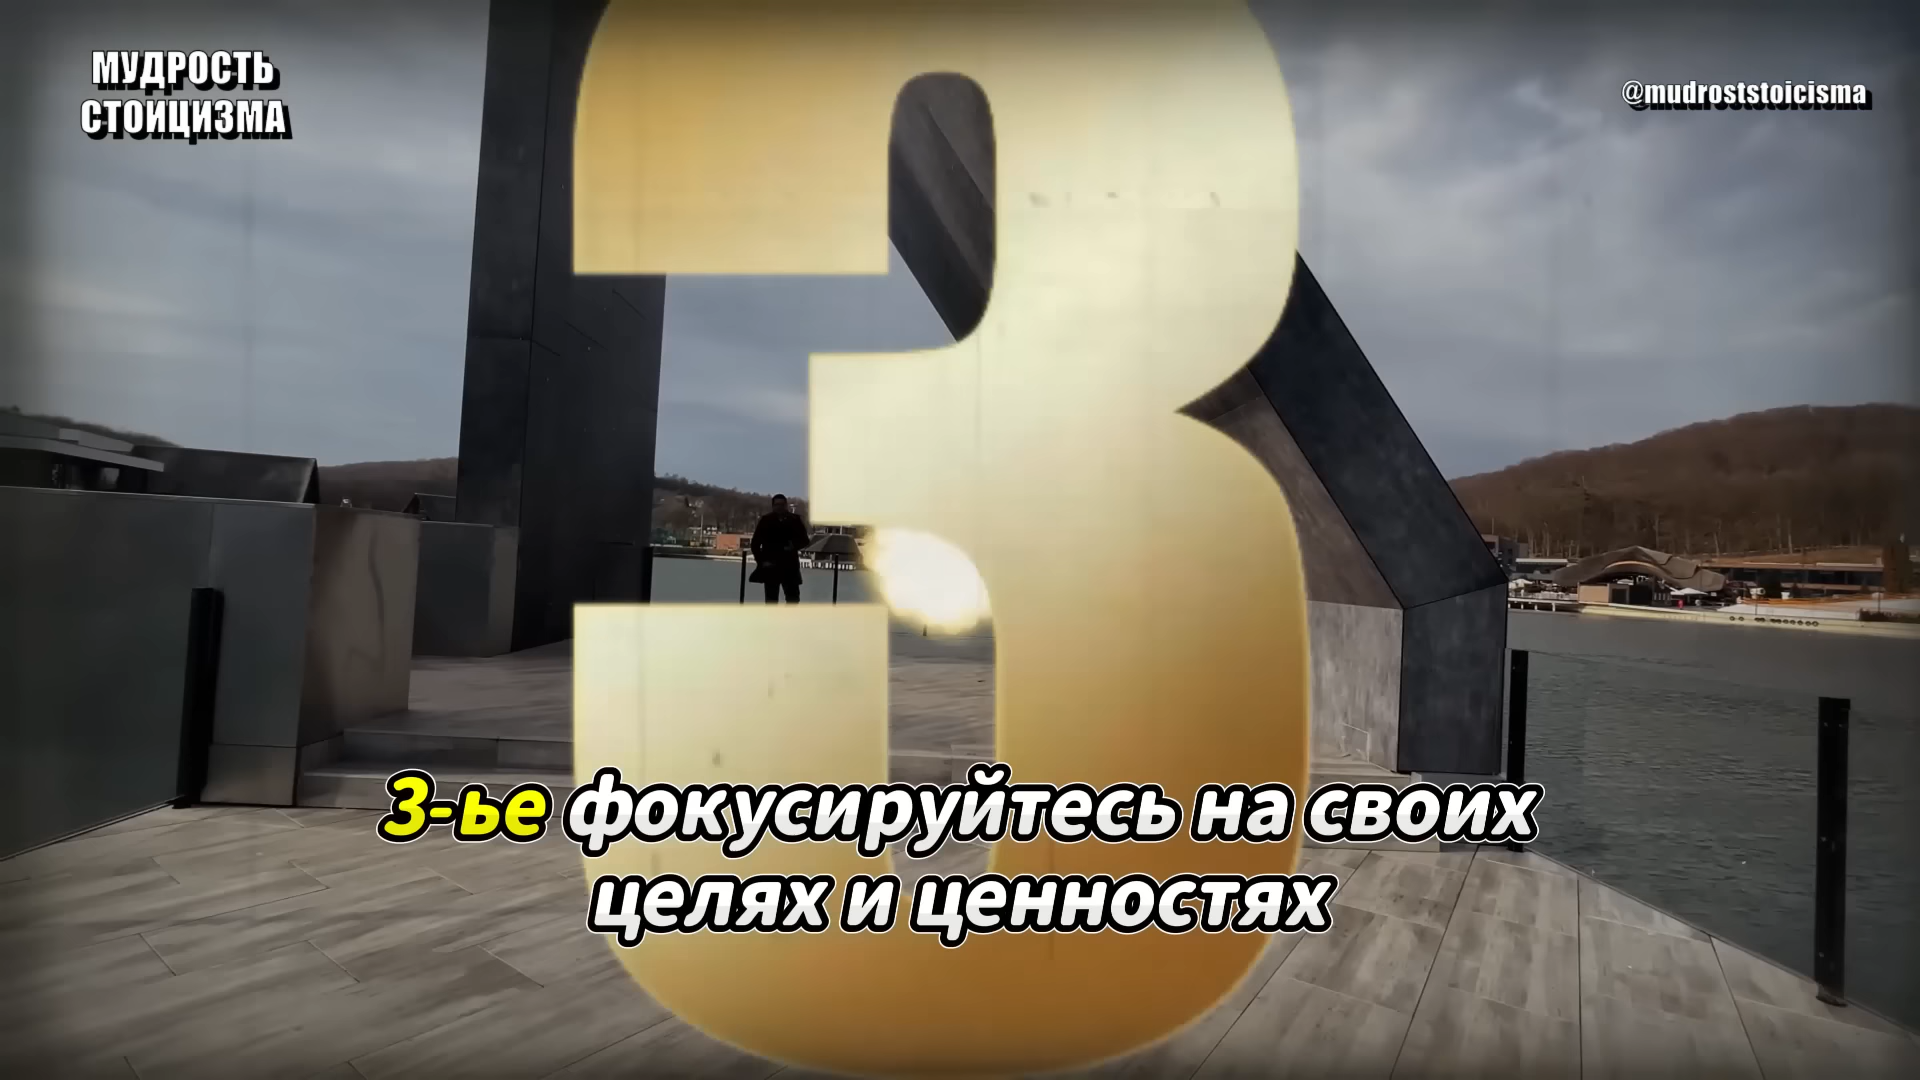 МУДРОСТЬ
СТОИЦИЗМА
@mudroststoicisma
3
3-ье фокусируйтесь на своих
целях и ценностях